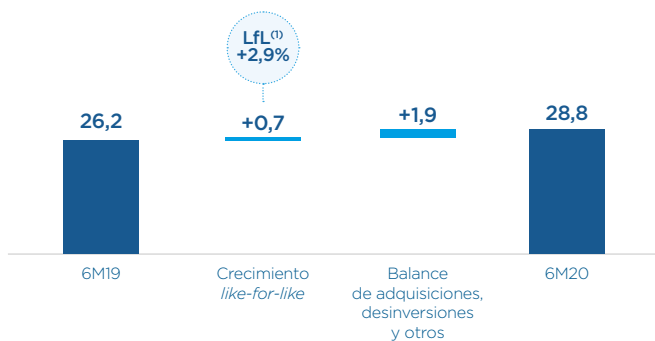 LfL(1)
+2,9%
26,2
+0,7
+1,9
28,8
6M19
Crecimiento
like-for-like
Balance
de adquisiciones,
desinversiones
y otros
6M20